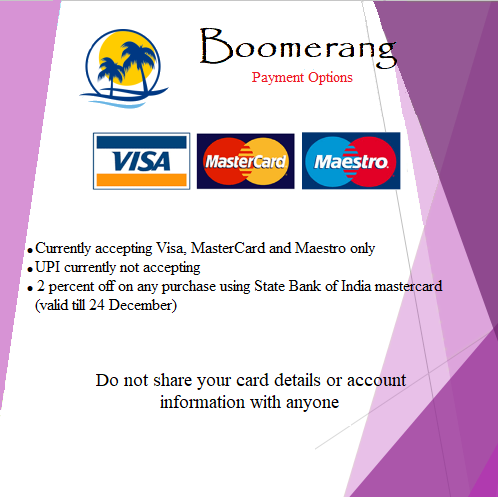 Boomerang
Payment Options
VISA MasterCard Maestro
• Currently accepting Visa, MasterCard and Maestro only
• UPI currently not accepting
• 2 percent off on any purchase using State Bank of India mastercard
(valid till 24 December)
Do not share your card details or account
information with anyone